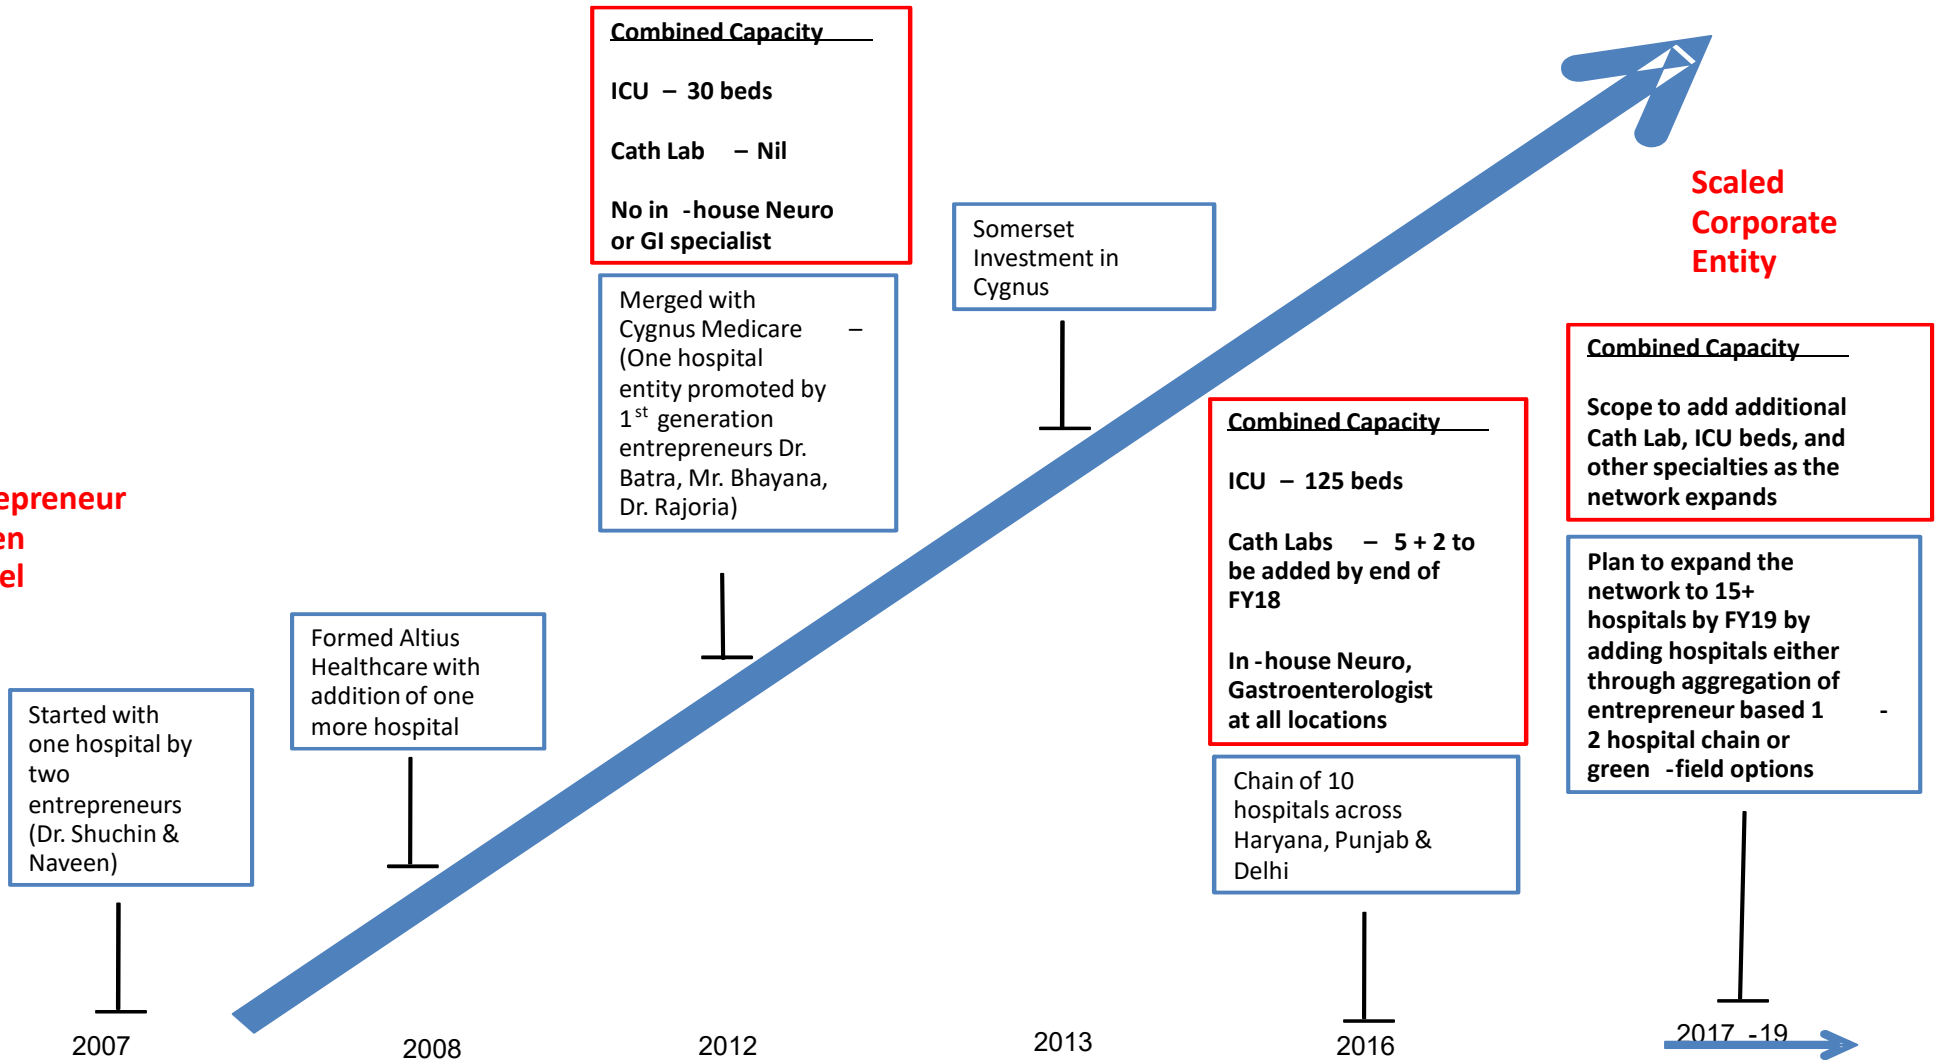 Combined Capacity
ICU – 30 beds
Cath Lab – Nil
No in -house Neuro
or GI specialist
Merged with
Cygnus Medicare –
(One hospital
entity promoted by
1st generation
entrepreneurs Dr.
Batra, Mr. Bhayana,
Dr. Rajoria)
Somerset
Investment in
Cygnus
Scaled
Corporate
Entity
Combined Capacity
Scope to add additional
Cath Lab, ICU beds, and
other specialties as the
network expands
Plan to expand the
network to 15+
hospitals by FY19 by
adding hospitals either
through aggregation of
entrepreneur based 1 -
2 hospital chain or
green -field options
Combined Capacity
ICU – 125 beds
Cath Labs – 5 + 2 to
be added by end of
FY18
In -house Neuro,
Gastroenterologist
at all locations
Chain of 10
hospitals across
Haryana, Punjab &
Delhi
epreneur
en
el
Formed Altius
Healthcare with
addition of one
more hospital
Started with
one hospital by
two
entrepreneurs
(Dr. Shuchin &
Naveen)
2007
2008
2012
2013
2016
2017 -19